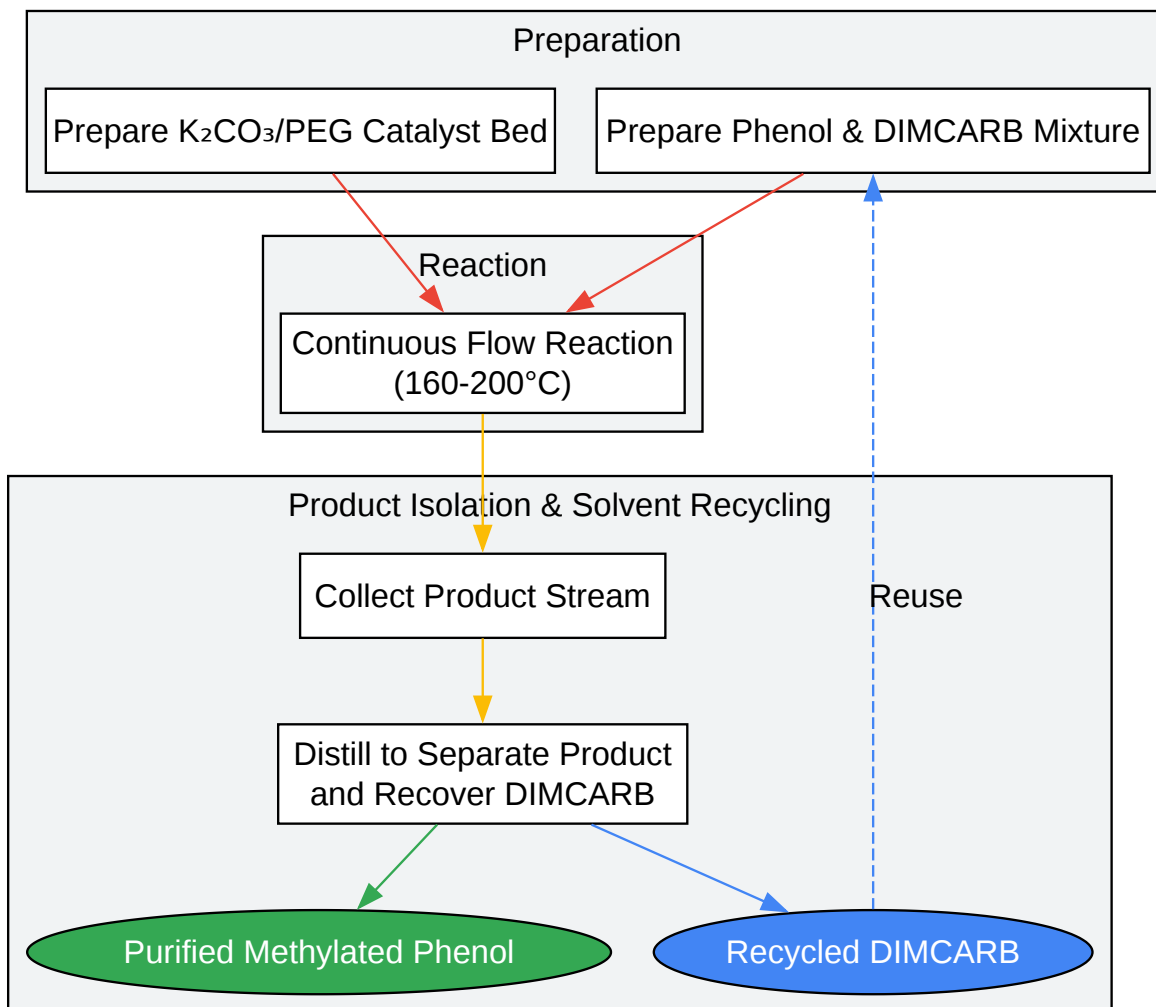 Preparation
Prepare K₂CO₃/PEG Catalyst Bed
Prepare Phenol & DIMCARB Mixture
Reaction
Continuous Flow Reaction
(160-200°C)
Product Isolation & Solvent Recycling
Collect Product Stream
Reuse
Distill to Separate Product
and Recover DIMCARB
Purified Methylated Phenol
Recycled DIMCARB